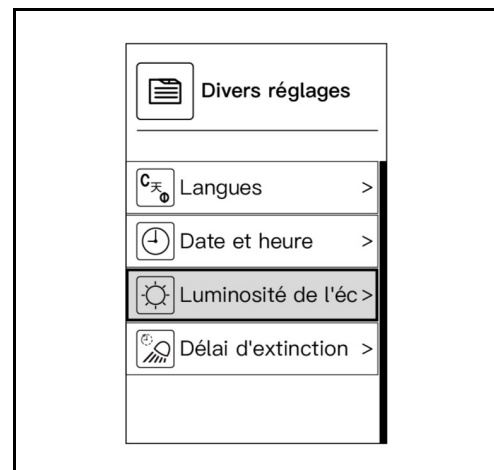 Divers réglages
Langues >
Date et heure >
Luminosité de l'éc >
Délai d'extinction >